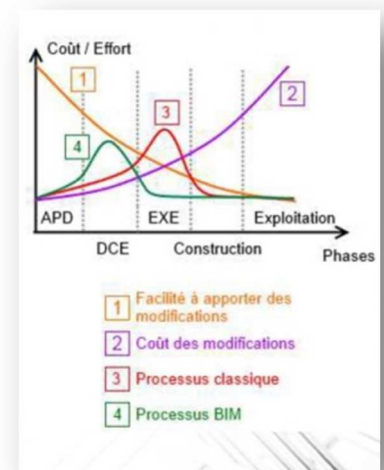 Coût / Effort
1
2
3
4
APD
EXE
Exploitation
DCE
Construction
Phases
1 Facilité à apporter des
modifications
2 Coût des modifications
3 Processus classique
4 Processus BIM